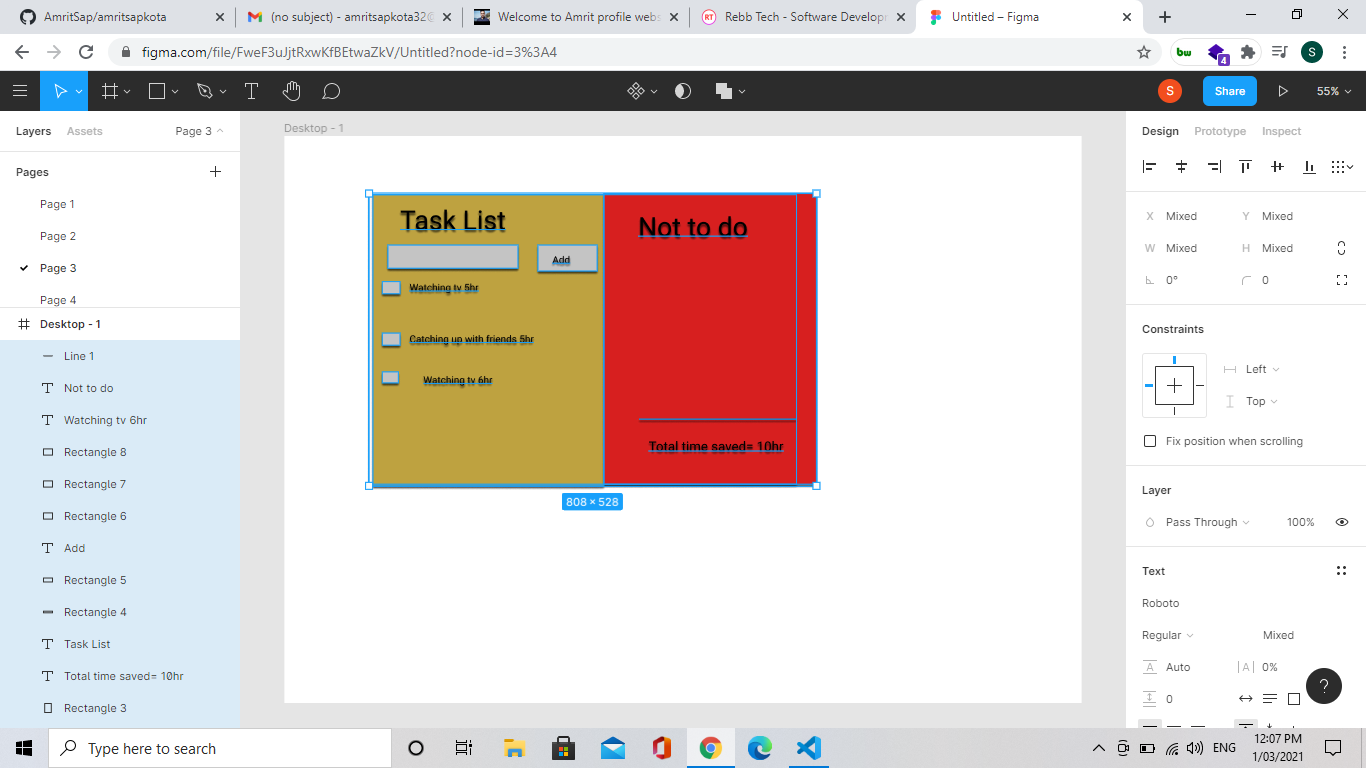 AmritSap/amritsapkota
(no subject) - amritsapkota32@
Welcome to Amrit profile webs
Rebb Tech - Software Developm
Untitled – Figma
figma.com/file/FweF3uJjtRxwKfBEtwaZkV/Untitled?node-id=3%3A4
bw
4
S
S
Share
55%
Layers
Assets
Page 3
Pages
Page 1
Page 2
Page 3
Page 4
Desktop - 1
Line 1
Not to do
Watching tv 6hr
Rectangle 8
Rectangle 7
Rectangle 6
Add
Rectangle 5
Rectangle 4
Task List
Total time saved= 10hr
Rectangle 3
Desktop - 1
Task List
Add
Watching tv 5hr
Catching up with friends 5hr
Watching tv 6hr
Not to do
Total time saved= 10hr
808 × 528
Design
Prototype
Inspect
X Mixed Y Mixed
W Mixed H Mixed
0° 0
Constraints
Left
Top
Fix position when scrolling
Layer
Pass Through 100%
Text
Roboto
Regular Mixed
A Auto |A| 0%
0
?
Type here to search
ENG
12:07 PM
1/03/2021